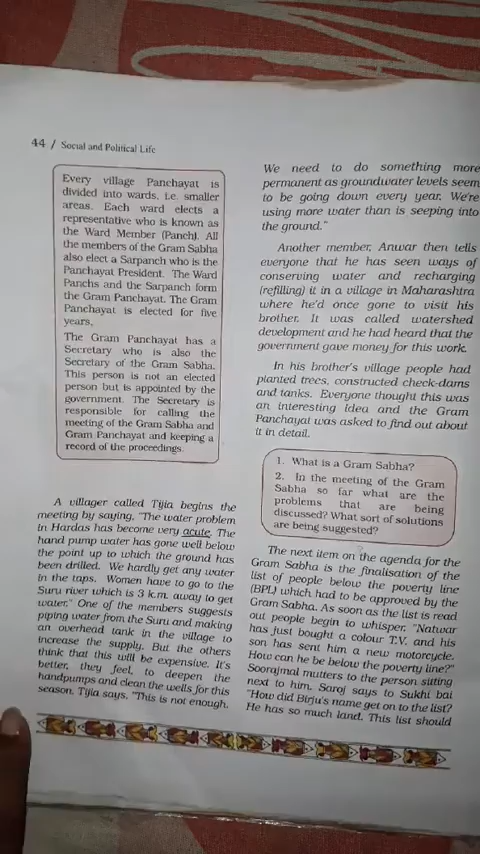 44 / Social and Political Life
Every village Panchayat is
divided into wards, i.e. smaller
areas. Each ward elects a
representative who is known as
the Ward Member (Panch). All
the members of the Gram Sabha
also elect a Sarpanch who is the
Panchayat President. The Ward
Panchs and the Sarpanch form
the Gram Panchayat. The Gram
Panchayat is elected for five
years.
The Gram Panchayat has a
Secretary who is also the
Secretary of the Gram Sabha.
This person is not an elected
person but is appointed by the
government. The Secretary is
responsible for calling the
meeting of the Gram Sabha and
Gram Panchayat and keeping a
record of the proceedings.
A villager called Tijia begins the
meeting by saying, "The water problem
in Hardas has become very acute. The
hand pump water has gone well below
the point up to which the ground has
been drilled. We hardly get any water
in the taps. Women have to go to the
Suru river which is 3 k.m. away to get
water." One of the members suggests
piping water from the Suru and making
an overhead tank in the village to
increase the supply. But the others
think that this will be expensive. It's
better, they feel, to deepen the
handpumps and clean the wells for this
season. Tijia says, "This is not enough.
We need to do something more
permanent as groundwater levels seem
to be going down every year. We're
using more water than is seeping into
the ground."
Another member, Anwar then tells
everyone that he has seen ways of
conserving water and recharging
(refilling) it in a village in Maharashtra
where he'd once gone to visit his
brother. It was called watershed
development and he had heard that the
government gave money for this work.
In his brother's village people had
planted trees, constructed check-dams
and tanks. Everyone thought this was
an interesting idea and the Gram
Panchayat was asked to find out about
it in detail.
1. What is a Gram Sabha?
2. In the meeting of the Gram
Sabha so far what are the
problems that are being
discussed? What sort of solutions
are being suggested?
The next item on the agenda for the
Gram Sabha is the finalisation of the
list of people below the poverty line
(BPL) which had to be approved by the
Gram Sabha. As soon as the list is read
out people begin to whisper. "Natwar
has just bought a colour T.V. and his
son has sent him a new motorcycle.
How can he be below the poverty line?"
Soorajmal mutters to the person sitting
next to him. Saroj says to Sukhi bai
"How did Birju's name get on to the list?
He has so much land. This list should